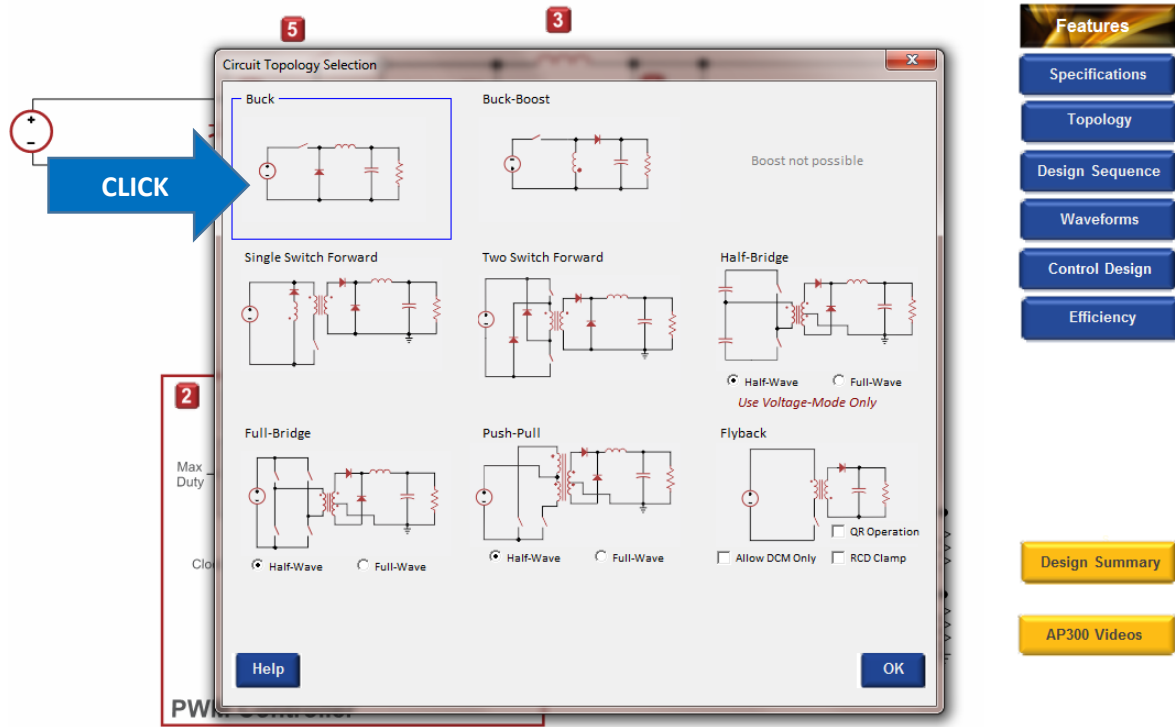 5
3
Features
Circuit Topology Selection
Specifications
Buck
Buck-Boost
Topology
Boost not possible
Design Sequence
CLICK
Waveforms
Single Switch Forward
Two Switch Forward
Half-Bridge
Control Design
Efficiency
Half-Wave
Full-Wave
2
Use Voltage-Mode Only
Full-Bridge
Push-Pull
Flyback
Max
Duty
QR Operation
Half-Wave
Full-Wave
Half-Wave
Full-Wave
Allow DCM Only
RCD Clamp
Design Summary
AP300 Videos
Help
OK
PWM Controller